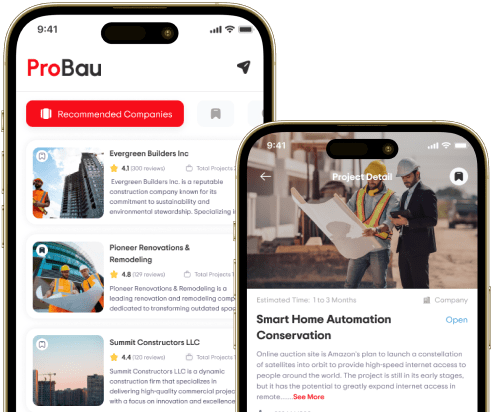 9:41
ProBau
Recommended Companies
Evergreen Builders Inc
4.1 (300 reviews) Total Projects
Evergreen Builders Inc. is a reputable
construction company known for its
commitment to sustainability and
environmental stewardship. Specializing i
Pioneer Renovations &
Remodeling
4.8 (129 reviews) Total Projects 1
Pioneer Renovations & Remodeling is a
leading renovation and remodeling comp
dedicated to transforming outdated spac
Summit Constructors LLC
4.4 (120 reviews) Total Projects
Summit Constructors LLC is a dynamic
construction firm that specializes in
delivering high-quality commercial projec
with a focus on innovation and excellence
9:41
Project Detail
Estimated Time: 1 to 3 Months Company
Smart Home Automation
Conservation
Open
Online auction site is Amazon's plan to launch a constellation
of satellites into orbit to provide high-speed internet access to
people around the world. The project is still in its early stages,
but it has the potential to greatly expand internet access in
remote......See More